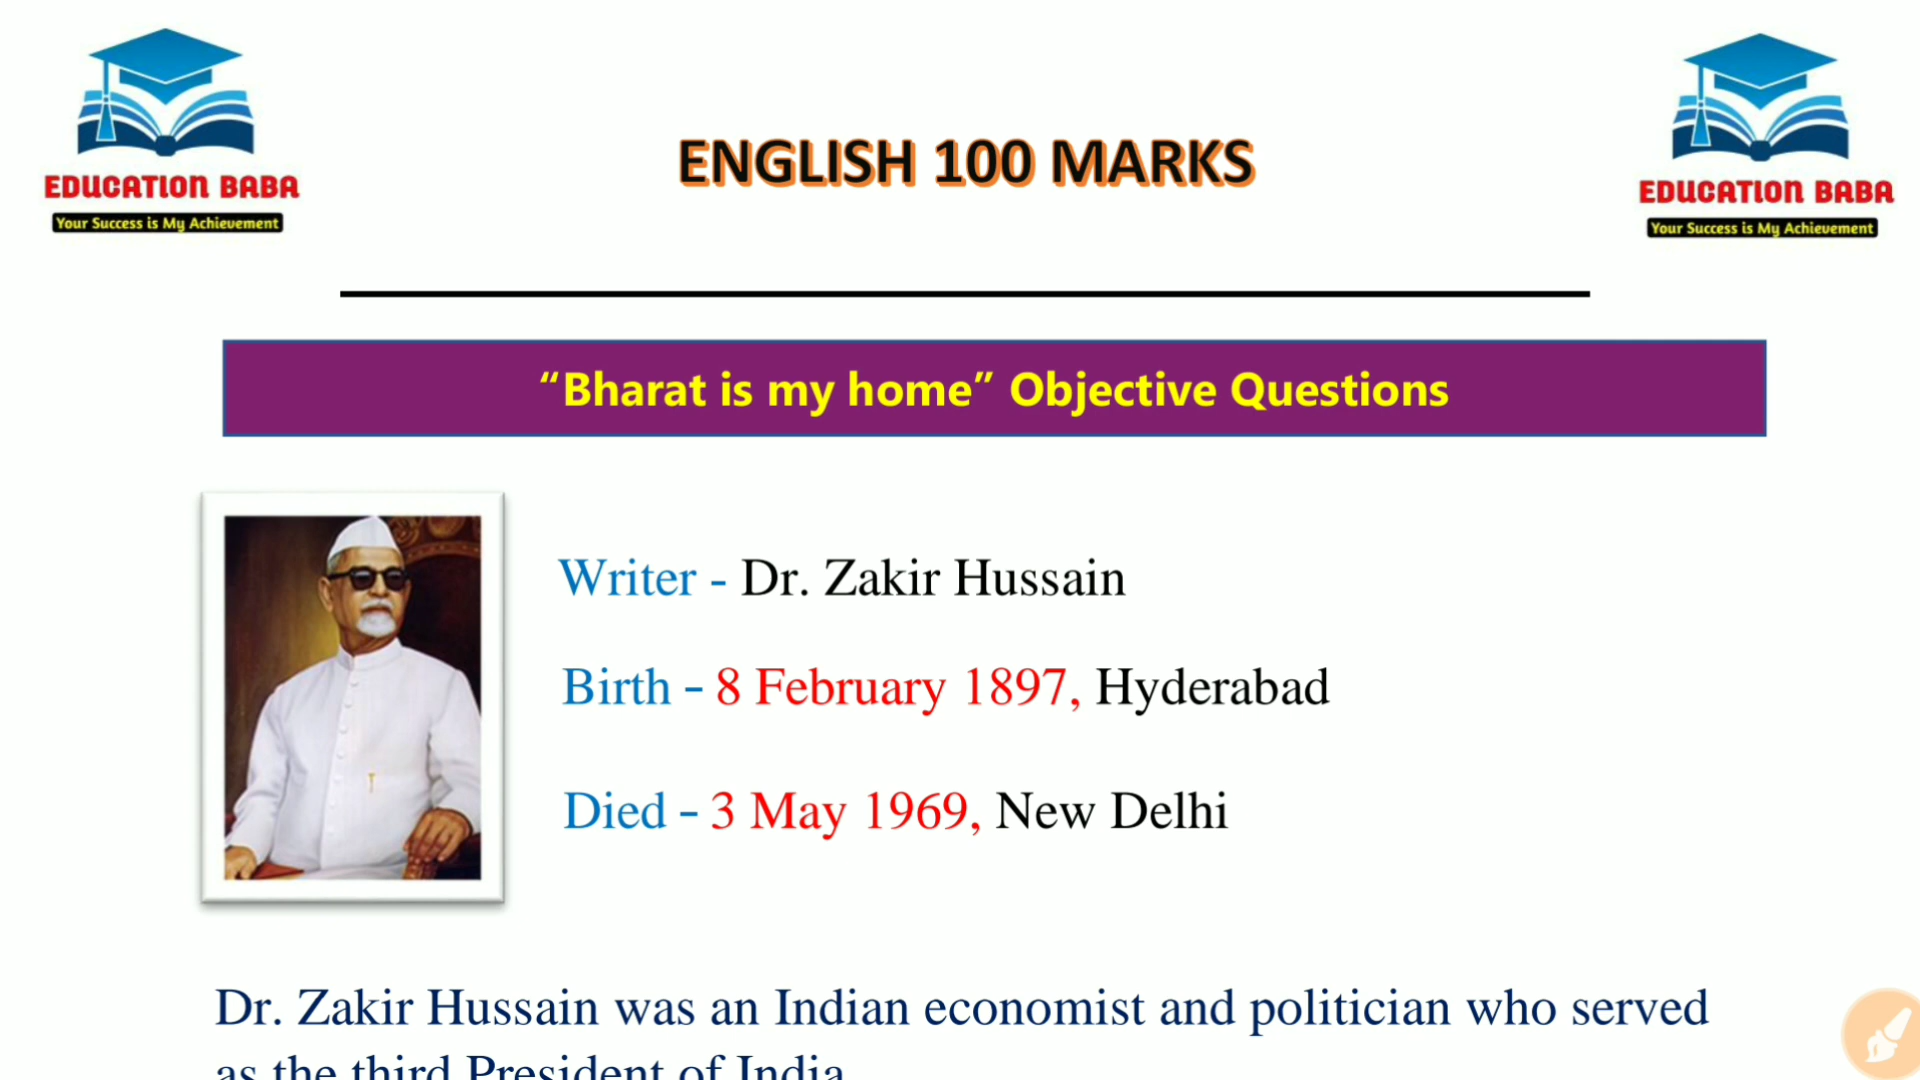 EDUCATION BABA
Your Success is My Achievement
ENGLISH 100 MARKS
EDUCATION BABA
Your Success is My Achievement
“Bharat is my home” Objective Questions
Writer - Dr. Zakir Hussain
Birth – 8 February 1897, Hyderabad
Died – 3 May 1969, New Delhi
Dr. Zakir Hussain was an Indian economist and politician who served
as the third President of India